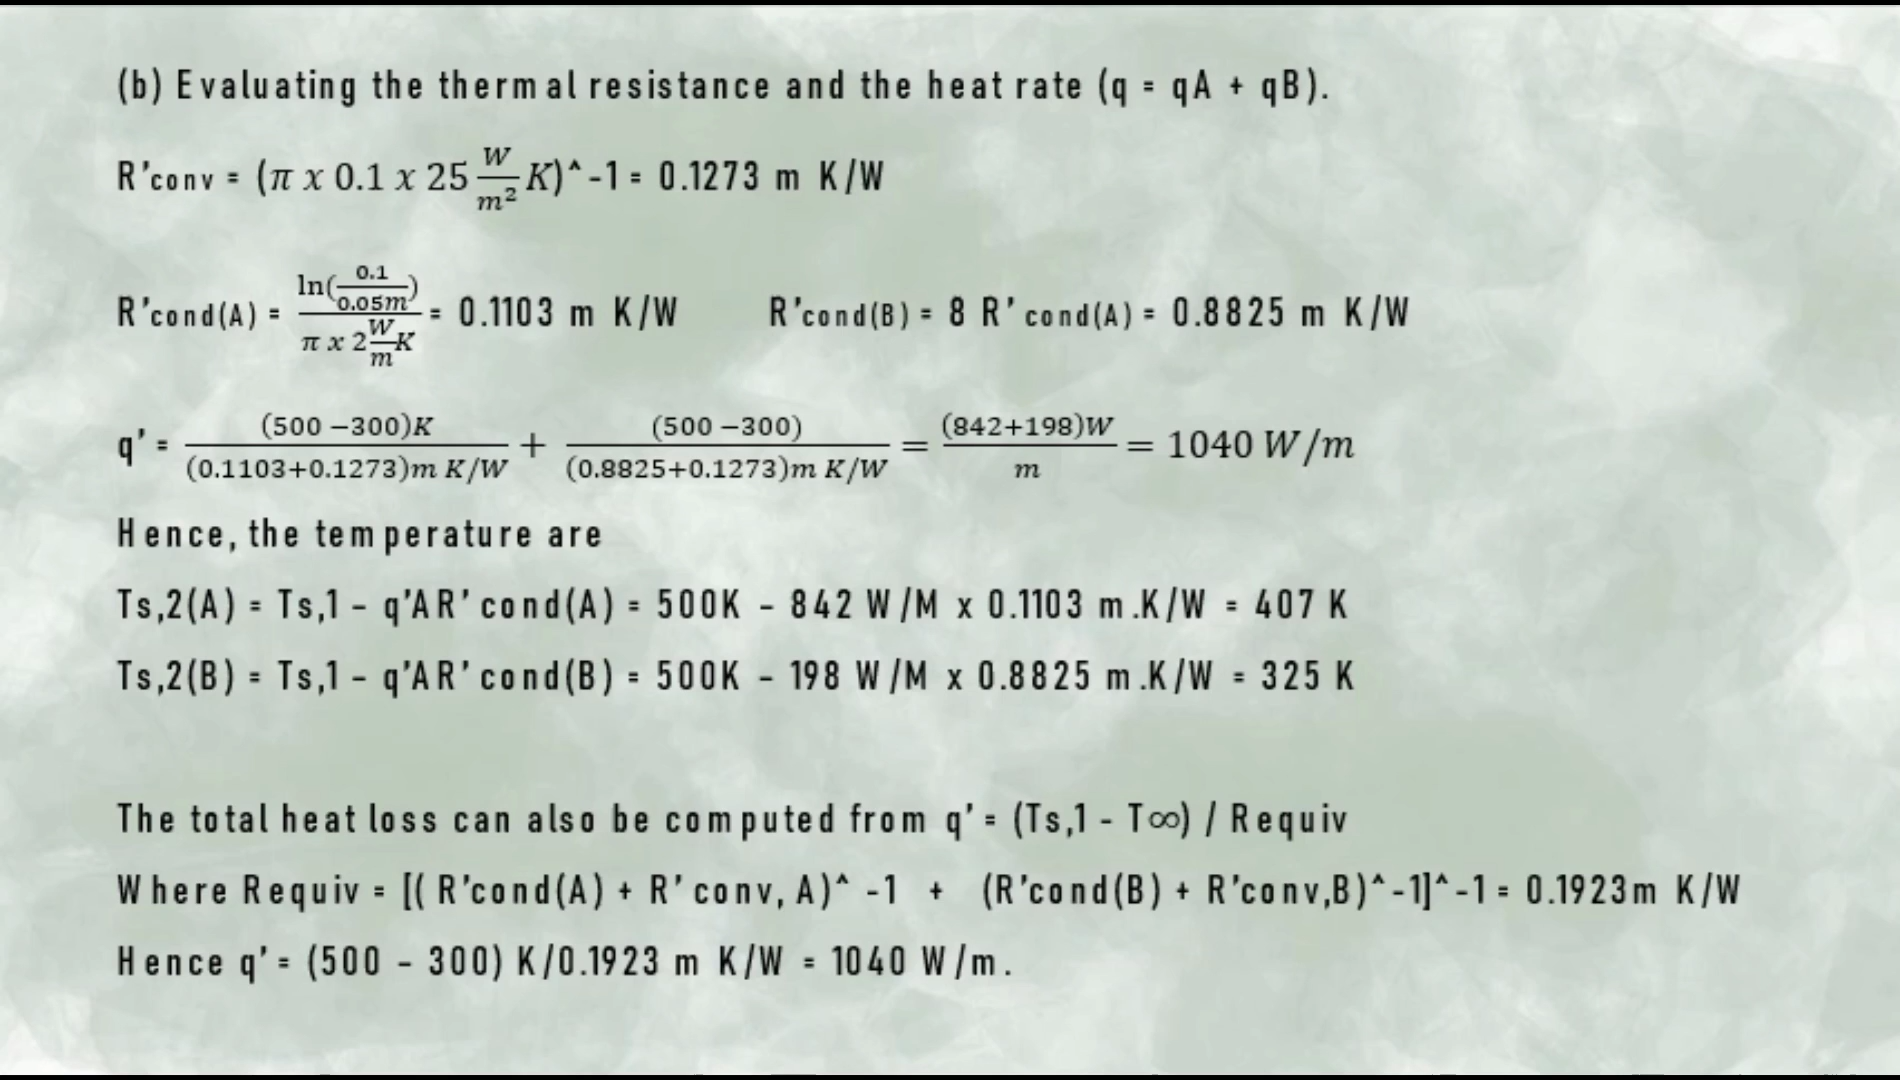 (b) Evaluating the thermal resistance and the heat rate (q = qA + qB).
R'conv = (π x 0.1 x 25 W/m² K)^-1 = 0.1273 m K/W
R'cond(A) = ln(0.1/0.05m) / π x 2 W/m K = 0.1103 m K/W R'cond(B) = 8 R' cond(A) = 0.8825 m K/W
q' = (500 −300)K / (0.1103+0.1273)m K/W + (500 −300) / (0.8825+0.1273)m K/W = (842+198)W / m = 1040 W/m
Hence, the temperature are
Ts,2(A) = Ts,1 - q'AR' cond(A) = 500K - 842 W/M x 0.1103 m.K/W = 407 K
Ts,2(B) = Ts,1 - q'AR' cond(B) = 500K - 198 W/M x 0.8825 m.K/W = 325 K
The total heat loss can also be computed from q' = (Ts,1 - T∞) / Requiv
Where Requiv = [( R'cond(A) + R' conv, A)^ -1 + (R'cond(B) + R'conv,B)^-1]^-1 = 0.1923m K/W
Hence q' = (500 - 300) K/0.1923 m K/W = 1040 W/m.